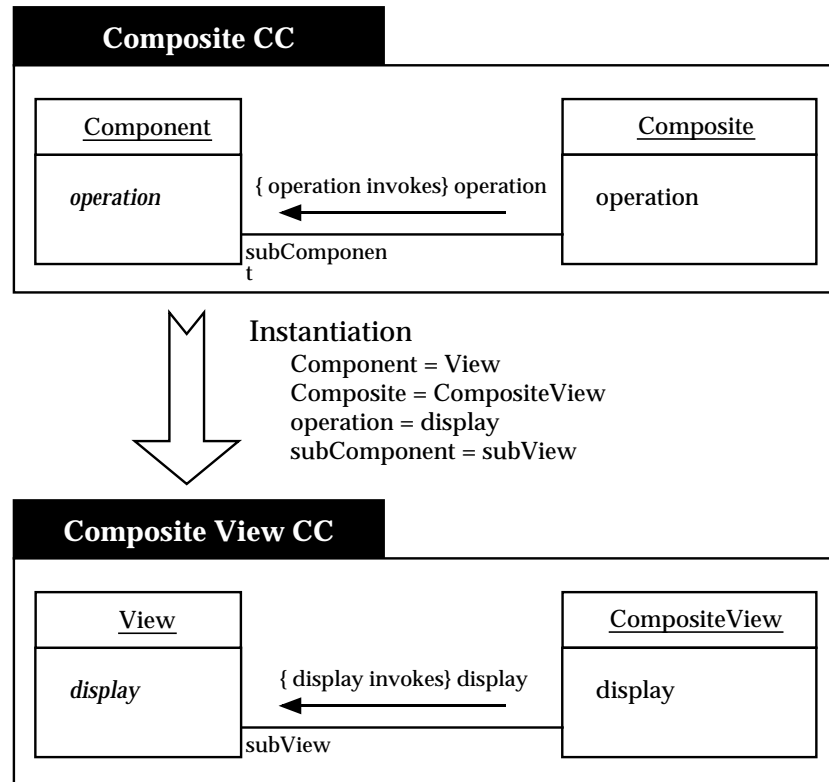 Composite CC
Component
Composite
operation
{ operation invokes} operation
operation
subComponen
t
Instantiation
Component = View
Composite = CompositeView
operation = display
subComponent = subView
Composite View CC
View
CompositeView
display
{ display invokes} display
display
subView